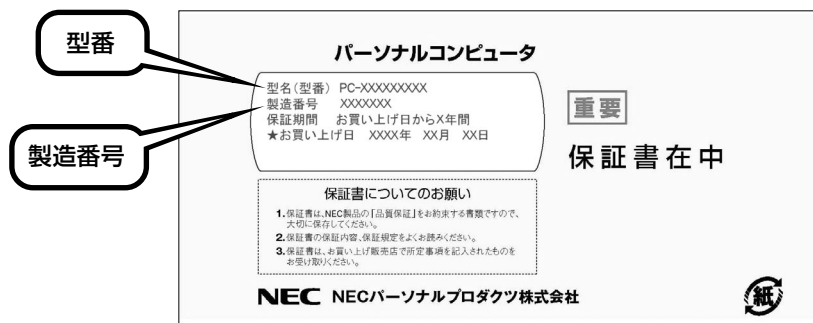 型番
製造番号
パーソナルコンピュータ
型名(型番) PC-XXXXXXXXX
製造番号 XXXXXXX
保証期間 お買い上げ日からX年間
★お買い上げ日 XXXX年 XX月 XX日
重要
保証書在中
保証書についてのお願い
1.保証書は、NEC製品の「品質保証」をお約束する書類ですので、
大切に保存してください。
2.保証書の保証内容、保証規定をよくお読みください。
3.保証書は、お買い上げ販売店で所定事項を記入されたものを
お受け取りください。
NEC NECパーソナルプロダクツ株式会社
紙